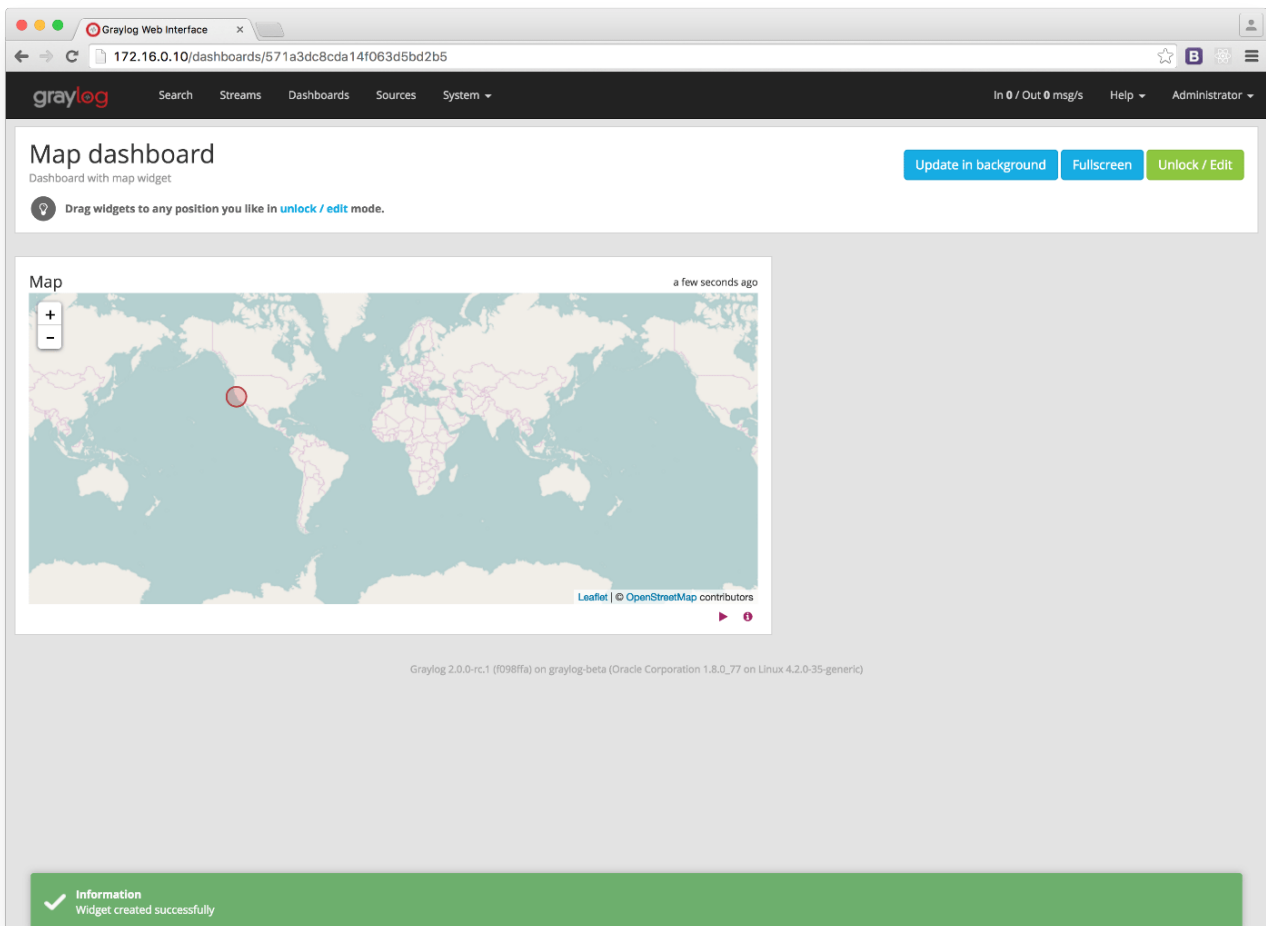 Graylog Web Interface
172.16.0.10/dashboards/571a3dc8cda14f063d5bd2b5
graylog Search Streams Dashboards Sources System In 0 / Out 0 msg/s Help Administrator
Map dashboard
Dashboard with map widget
Update in background Fullscreen Unlock / Edit
Drag widgets to any position you like in unlock / edit mode.
Map a few seconds ago
+
-
Leaflet | © OpenStreetMap contributors
Graylog 2.0.0-rc.1 (f098ffa) on graylog-beta (Oracle Corporation 1.8.0_77 on Linux 4.2.0-35-generic)
Information
Widget created successfully